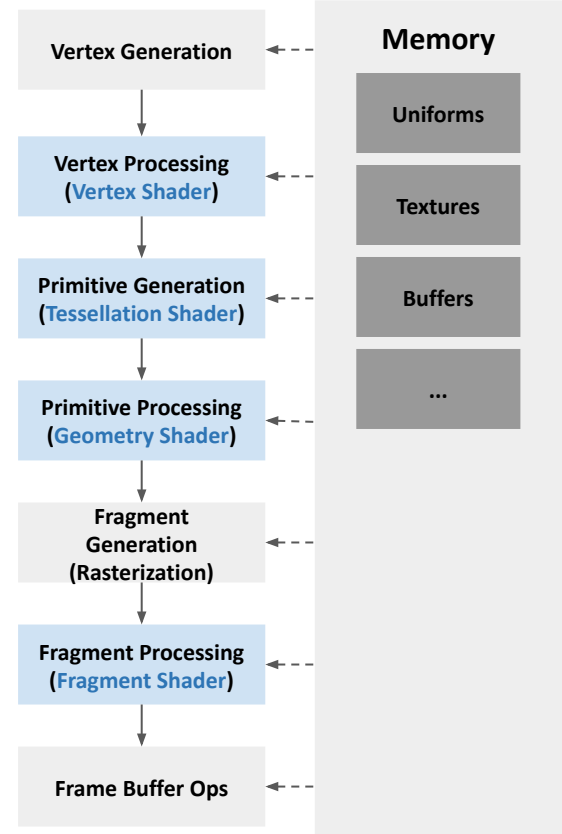 Vertex Generation
Vertex Processing
(Vertex Shader)
Primitive Generation
(Tessellation Shader)
Primitive Processing
(Geometry Shader)
Fragment
Generation
(Rasterization)
Fragment Processing
(Fragment Shader)
Frame Buffer Ops
Memory
Uniforms
Textures
Buffers
...